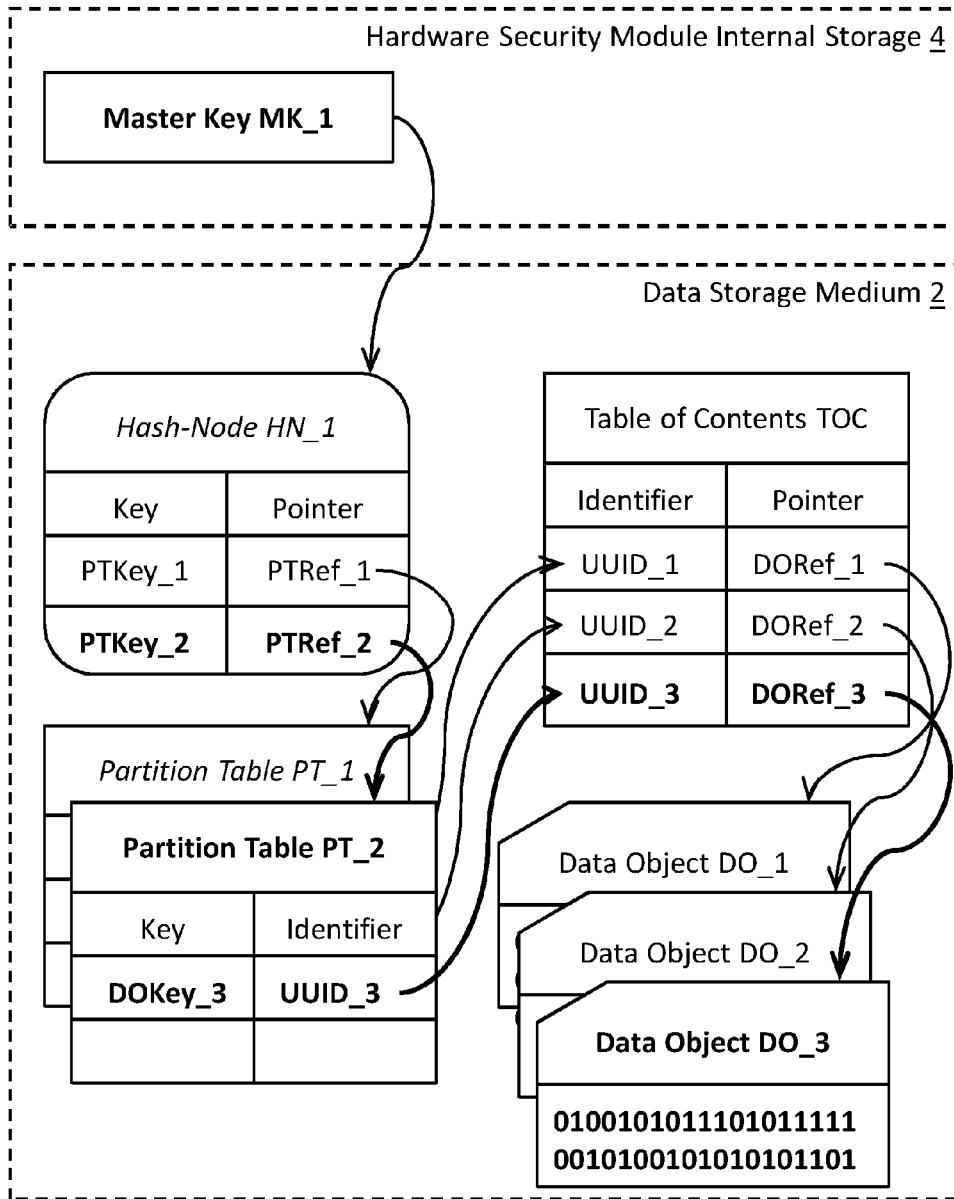 Hardware Security Module Internal Storage 4
Master Key MK_1
Data Storage Medium 2
Hash-Node HN_1
Key Pointer
PTKey_1 PTRef_1
PTKey_2 PTRef_2
Table of Contents TOC
Identifier Pointer
UUID_1 DORef_1
UUID_2 DORef_2
UUID_3 DORef_3
Partition Table PT_1
Partition Table PT_2
Key Identifier
DOKey_3 UUID_3
Data Object DO_1
Data Object DO_2
Data Object DO_3
0100101011101011111
0010100101010101101